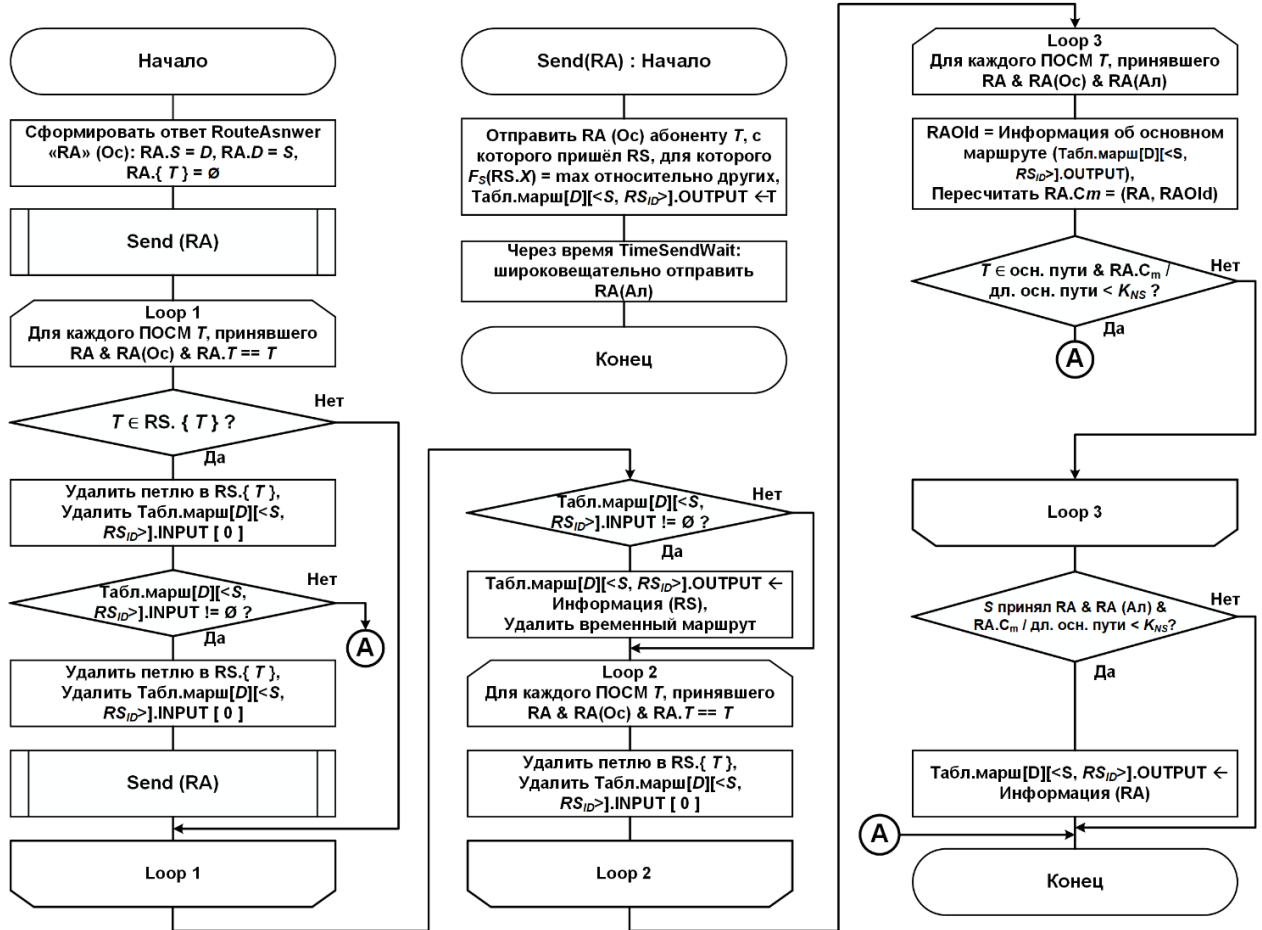 Начало
Сформировать ответ RouteAsnwer
«RA» (Ос): RA.S = D, RA.D = S,
RA.{ T } = ø
Send (RA)
Loop 1
Для каждого ПОСМ T, принявшего
RA & RA(Ос) & RA.T == T
T ∈ RS. { T } ?
Нет
Да
Удалить петлю в RS.{ T },
Удалить Табл.марш[D][<S,
RSID>].INPUT [ 0 ]
Табл.марш[D][<S,
RSID>].INPUT != Ø ?
Нет
Да
A
Удалить петлю в RS.{ T },
Удалить Табл.марш[D][<S,
RSID>].INPUT [ 0 ]
Send (RA)
Loop 1
Send(RA) : Начало
Отправить RA (Ос) абоненту T, с
которого пришёл RS, для которого
FS(RS.X) = max относительно других,
Табл.марш[D][<S, RSID>].OUTPUT ←T
Через время TimeSendWait:
широковещательно отправить
RA(Ал)
Конец
Табл.марш[D][<S,
RSID>].INPUT != Ø ?
Нет
Да
Табл.марш[D][<S, RSID>].OUTPUT ←
Информация (RS),
Удалить временный маршрут
Loop 2
Для каждого ПОСМ T, принявшего
RA & RA(Ос) & RA.T == T
Удалить петлю в RS.{ T },
Удалить Табл.марш[D][<S,
RSID>].INPUT [ 0 ]
Loop 2
Loop 3
Для каждого ПОСМ T, принявшего
RA & RA(Ос) & RA(Ал)
RAOld = Информация об основном
маршруте (Табл.марш[D][<S,
RSID>].OUTPUT),
Пересчитать RA.Cm = (RA, RAOld)
T ∈ осн. пути & RA.Cm /
дл. осн. пути < KNS ?
Нет
Да
A
Loop 3
S принял RA & RA (Ал) &
RA.Cm / дл. осн. пути < KNS?
Нет
Да
Табл.марш[D][<S, RSID>].OUTPUT ←
Информация (RA)
A
Конец